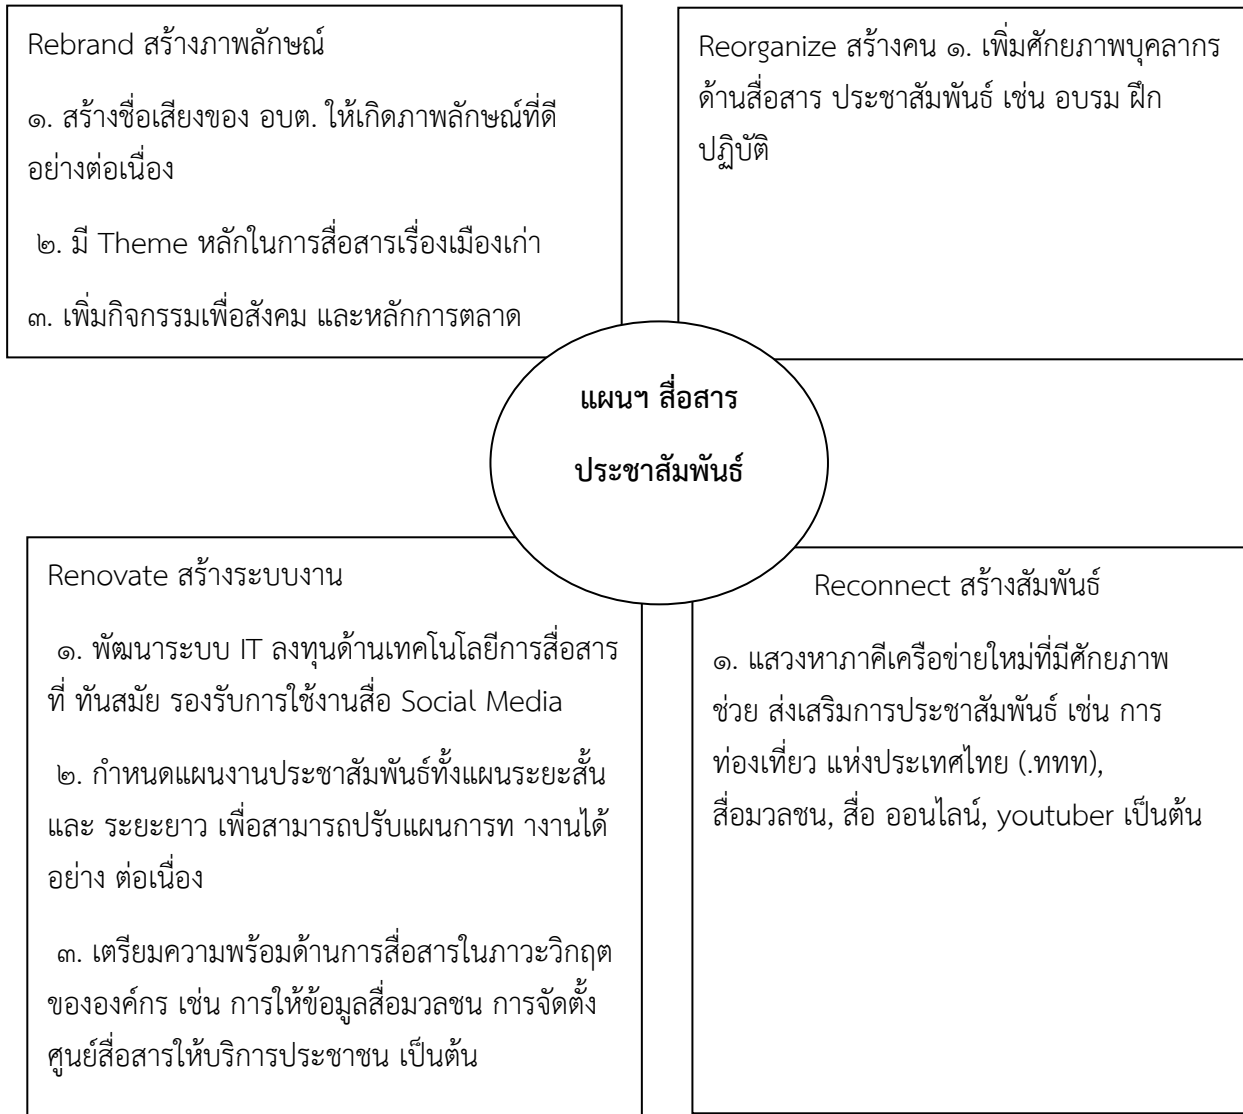 Rebrand สร้างภาพลักษณ์
๑. สร้างชื่อเสียงของ อบต. ให้เกิดภาพลักษณ์ที่ดี
อย่างต่อเนื่อง
๒. มี Theme หลักในการสื่อสารเรื่องเมืองเก่า
๓. เพิ่มกิจกรรมเพื่อสังคม และหลักการตลาด
Reorganize สร้างคน ๑. เพิ่มศักยภาพบุคลากร
ด้านสื่อสาร ประชาสัมพันธ์ เช่น อบรม ฝึก
ปฏิบัติ
แผนฯ สื่อสาร
ประชาสัมพันธ์
Renovate สร้างระบบงาน
๑. พัฒนาระบบ IT ลงทุนด้านเทคโนโลยีการสื่อสาร
ที่ ทันสมัย รองรับการใช้งานสื่อ Social Media
๒. กำหนดแผนงานประชาสัมพันธ์ทั้งแผนระยะสั้น
และ ระยะยาว เพื่อสามารถปรับแผนการท างานได้
อย่าง ต่อเนื่อง
๓. เตรียมความพร้อมด้านการสื่อสารในภาวะวิกฤต
ขององค์กร เช่น การให้ข้อมูลสื่อมวลชน การจัดตั้ง
ศูนย์สื่อสารให้บริการประชาชน เป็นต้น
Reconnect สร้างสัมพันธ์
๑. แสวงหาภาคีเครือข่ายใหม่ที่มีศักยภาพ
ช่วย ส่งเสริมการประชาสัมพันธ์ เช่น การ
ท่องเที่ยว แห่งประเทศไทย (.ททท),
สื่อมวลชน, สื่อ ออนไลน์, youtuber เป็นต้น